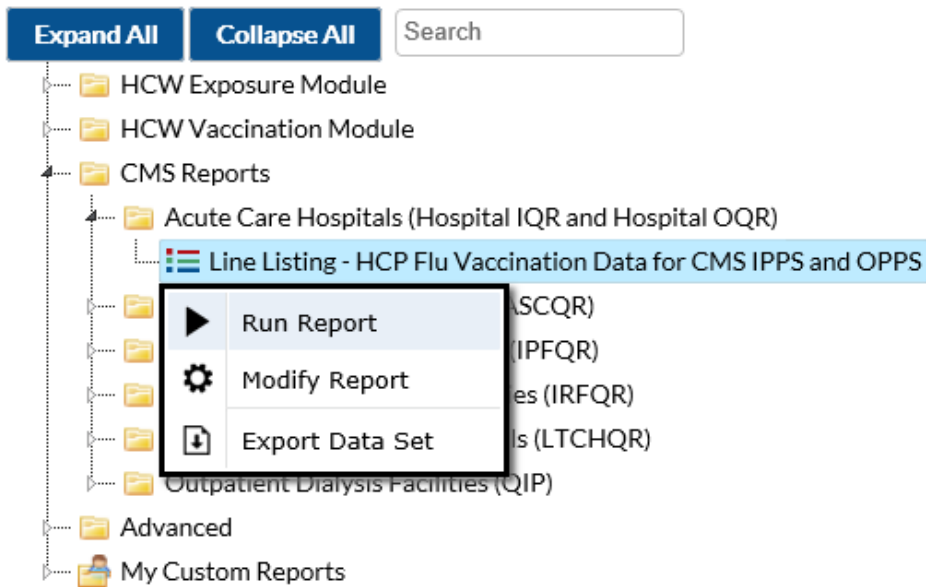 Expand All Collapse All Search
HCW Exposure Module
HCW Vaccination Module
CMS Reports
Acute Care Hospitals (Hospital IQR and Hospital OQR)
Line Listing - HCP Flu Vaccination Data for CMS IPPS and OPPS
ASCQR)
Run Report
(IPFQR)
Modify Report
es (IRFQR)
Export Data Set
ls (LTCHQR)
Outpatient Dialysis Facilities (QIP)
Advanced
My Custom Reports